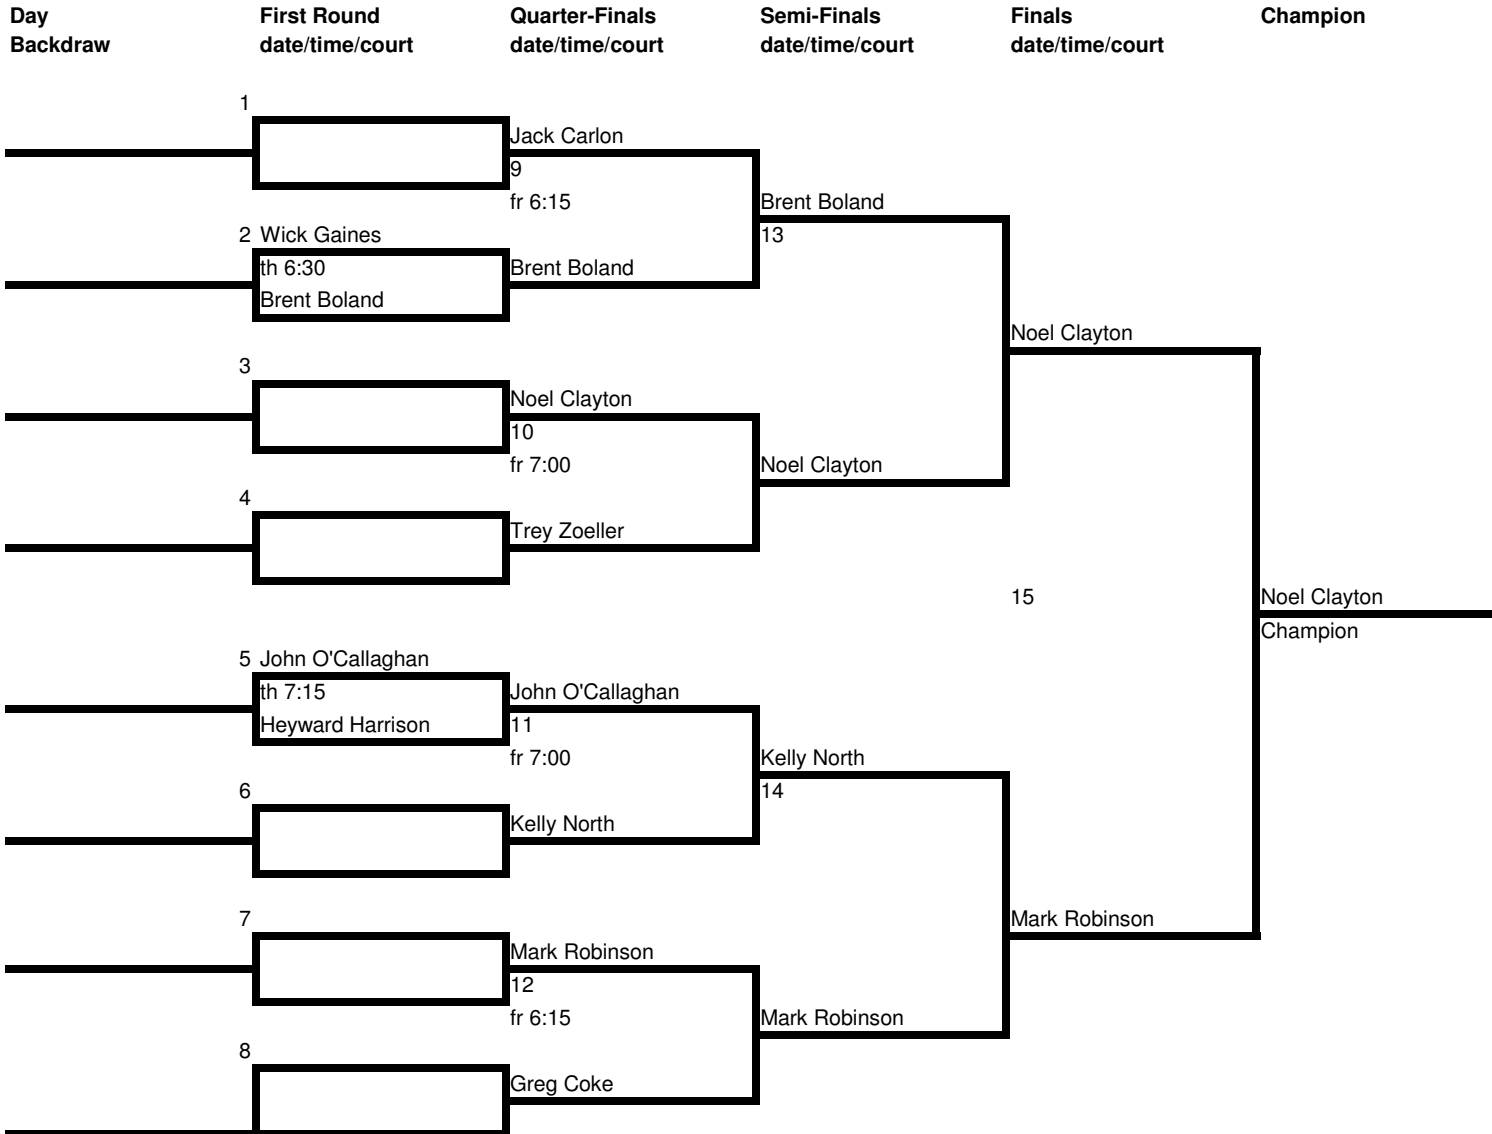 Day First Round Quarter-Finals Semi-Finals Finals Champion
Backdraw date/time/court date/time/court date/time/court date/time/court
1
Jack Carlon
9
fr 6:15
Brent Boland
2 Wick Gaines
13
th 6:30
Brent Boland
Brent Boland
Noel Clayton
3
Noel Clayton
10
fr 7:00
Noel Clayton
4
Trey Zoeller
15
Noel Clayton
Champion
5 John O'Callaghan
th 7:15
John O'Callaghan
Heyward Harrison
11
fr 7:00
Kelly North
6
14
Kelly North
7
Mark Robinson
Mark Robinson
12
fr 6:15
Mark Robinson
8
Greg Coke